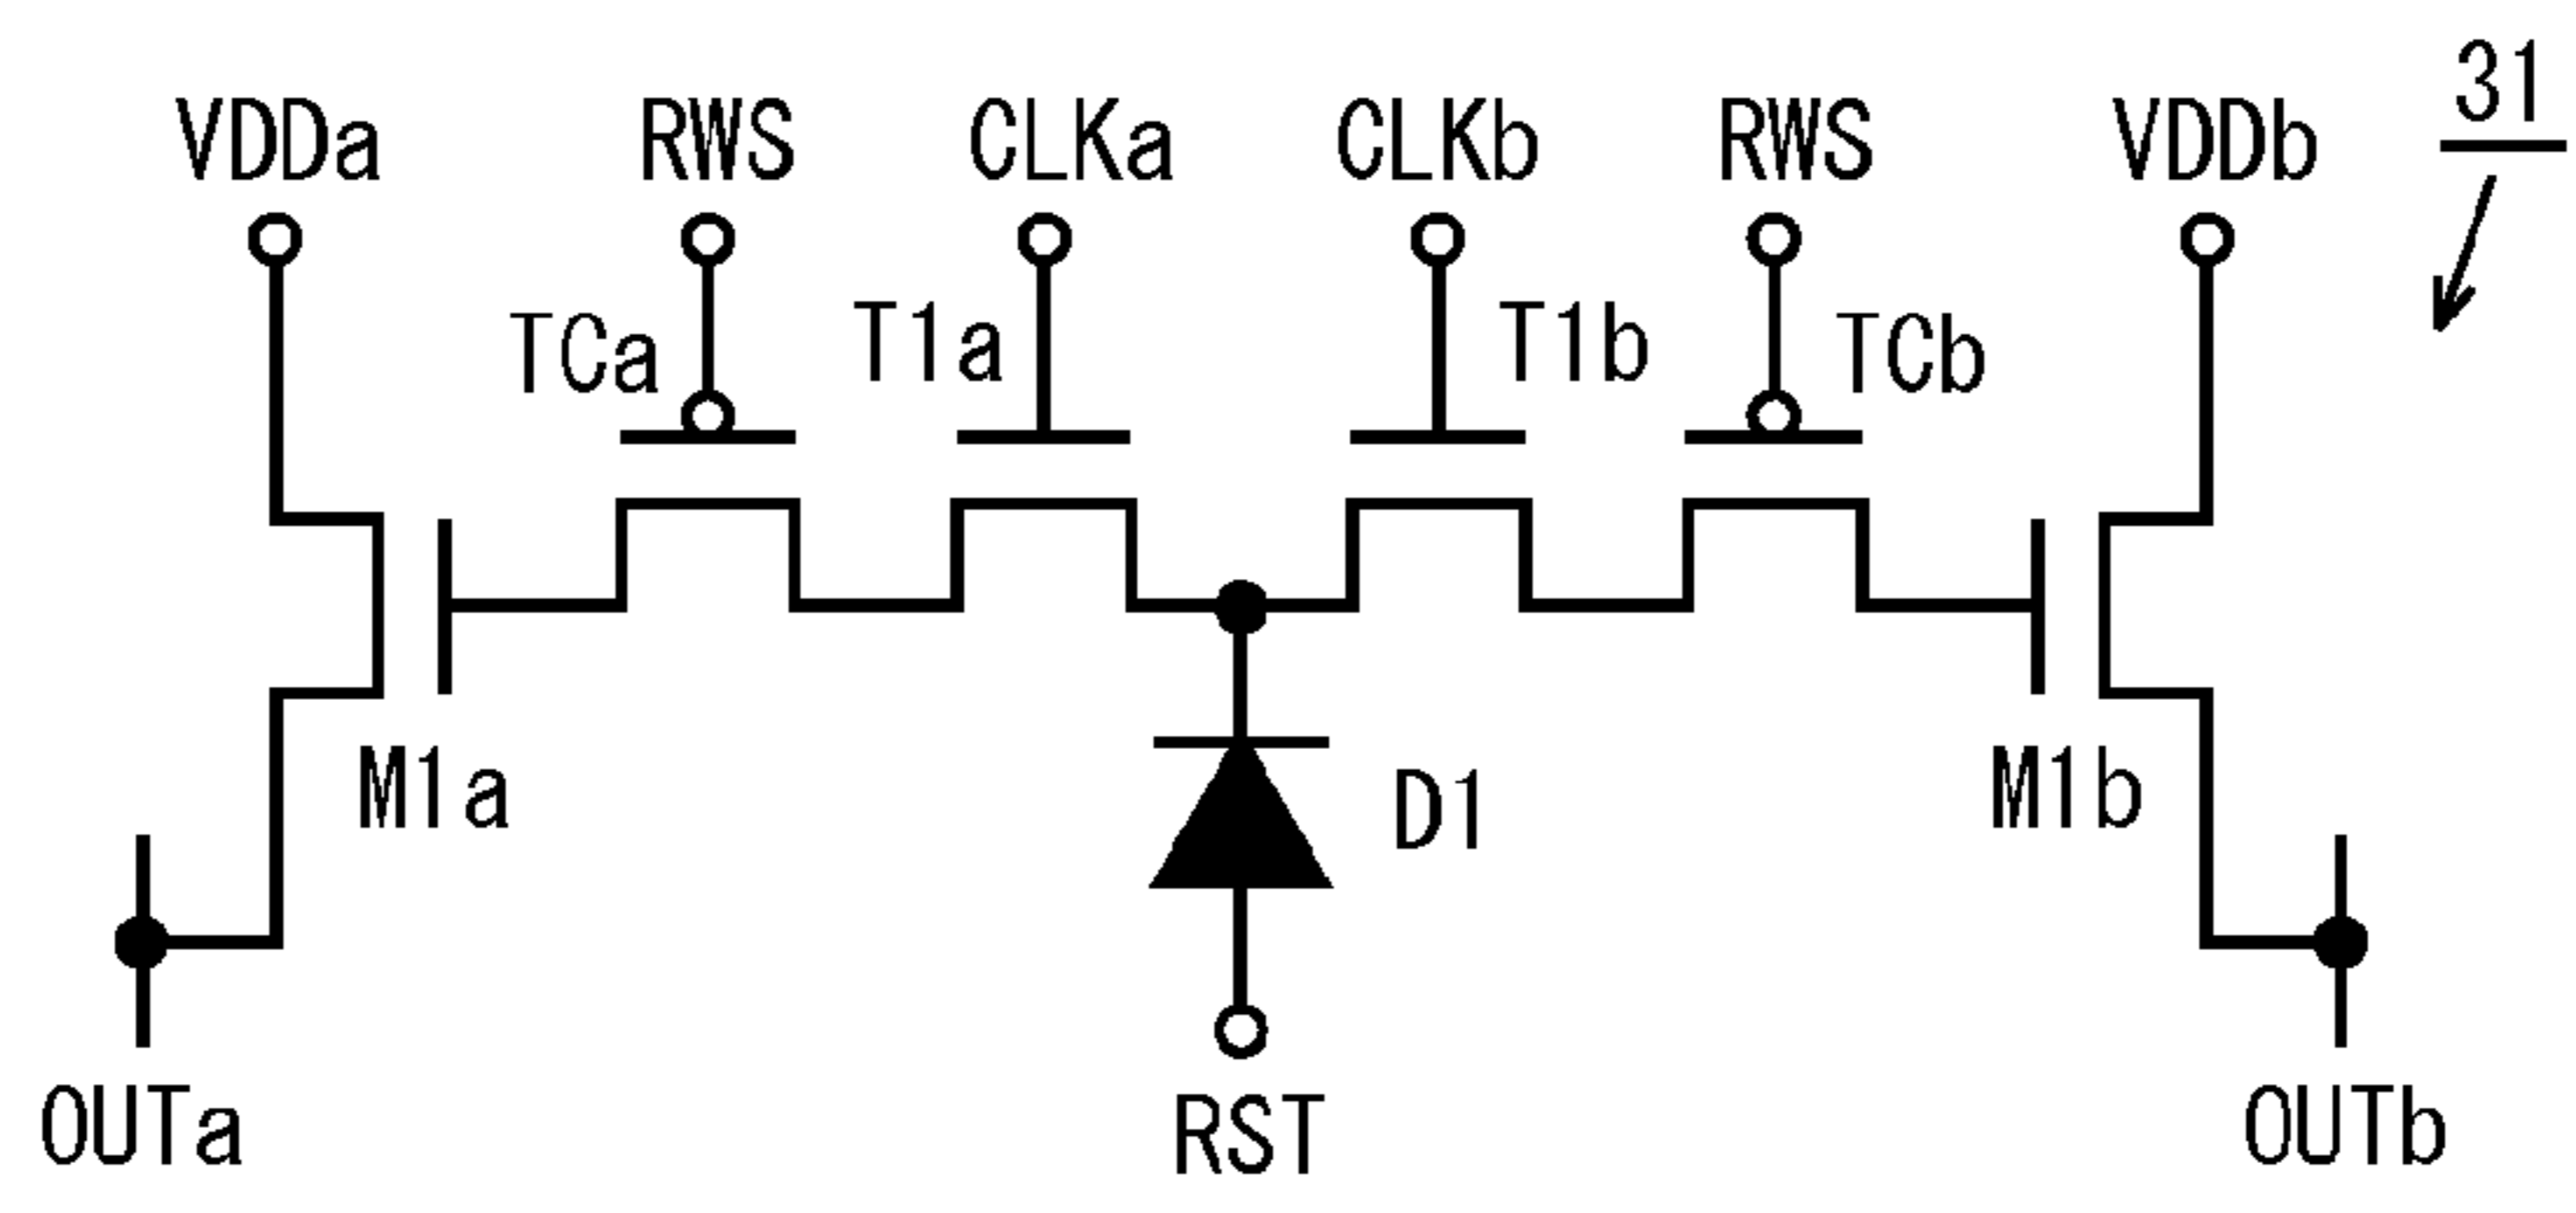 31
VDDa RWS CLKa CLKb RWS VDDb
TCa T1a T1b TCb
M1a D1 M1b
OUTa RST OUTb